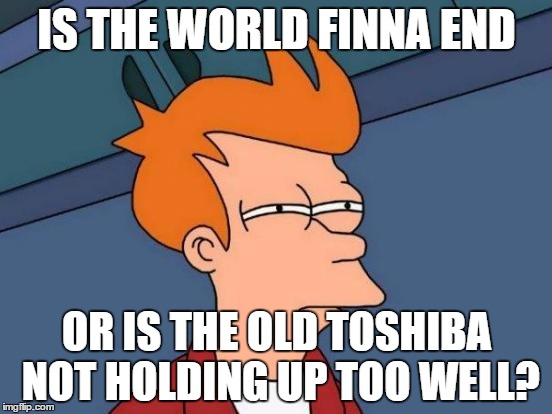 IS THE WORLD FINNA END
OR IS THE OLD TOSHIBA
NOT HOLDING UP TOO WELL?
imgflip.com